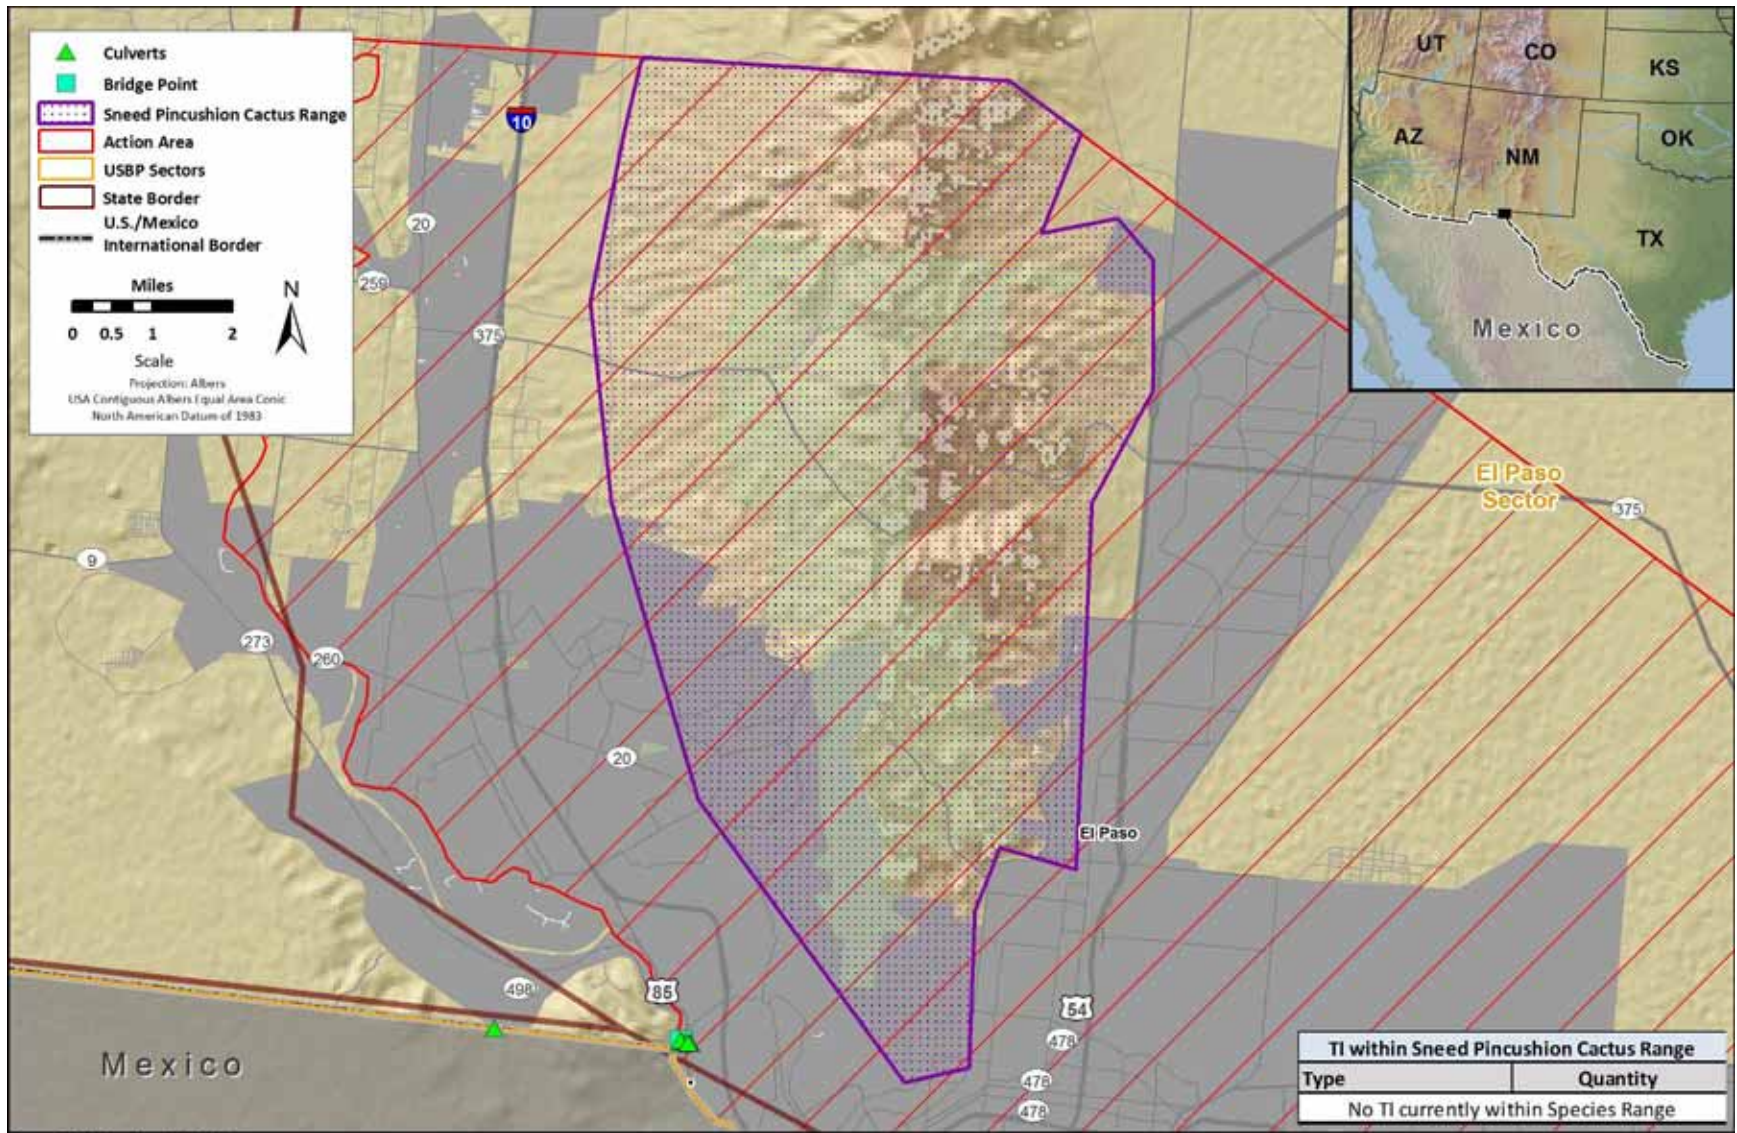 Culverts
Bridge Point
Sneed Pincushion Cactus Range
Action Area
USBP Sectors
State Border
U.S./Mexico
International Border
Miles
N
0 0.5 1 2
Scale
Projection: Albers
USA Contiguous Albers Equal Area Conic
North American Datum of 1983
10
20
259
375
9
273
260
20
498
85
54
478
478
478
El Paso
El Paso
Sector
375
Mexico
UT
CO
KS
AZ
NM
OK
TX
Mexico
TI within Sneed Pincushion Cactus Range
Type Quantity
No TI currently within Species Range